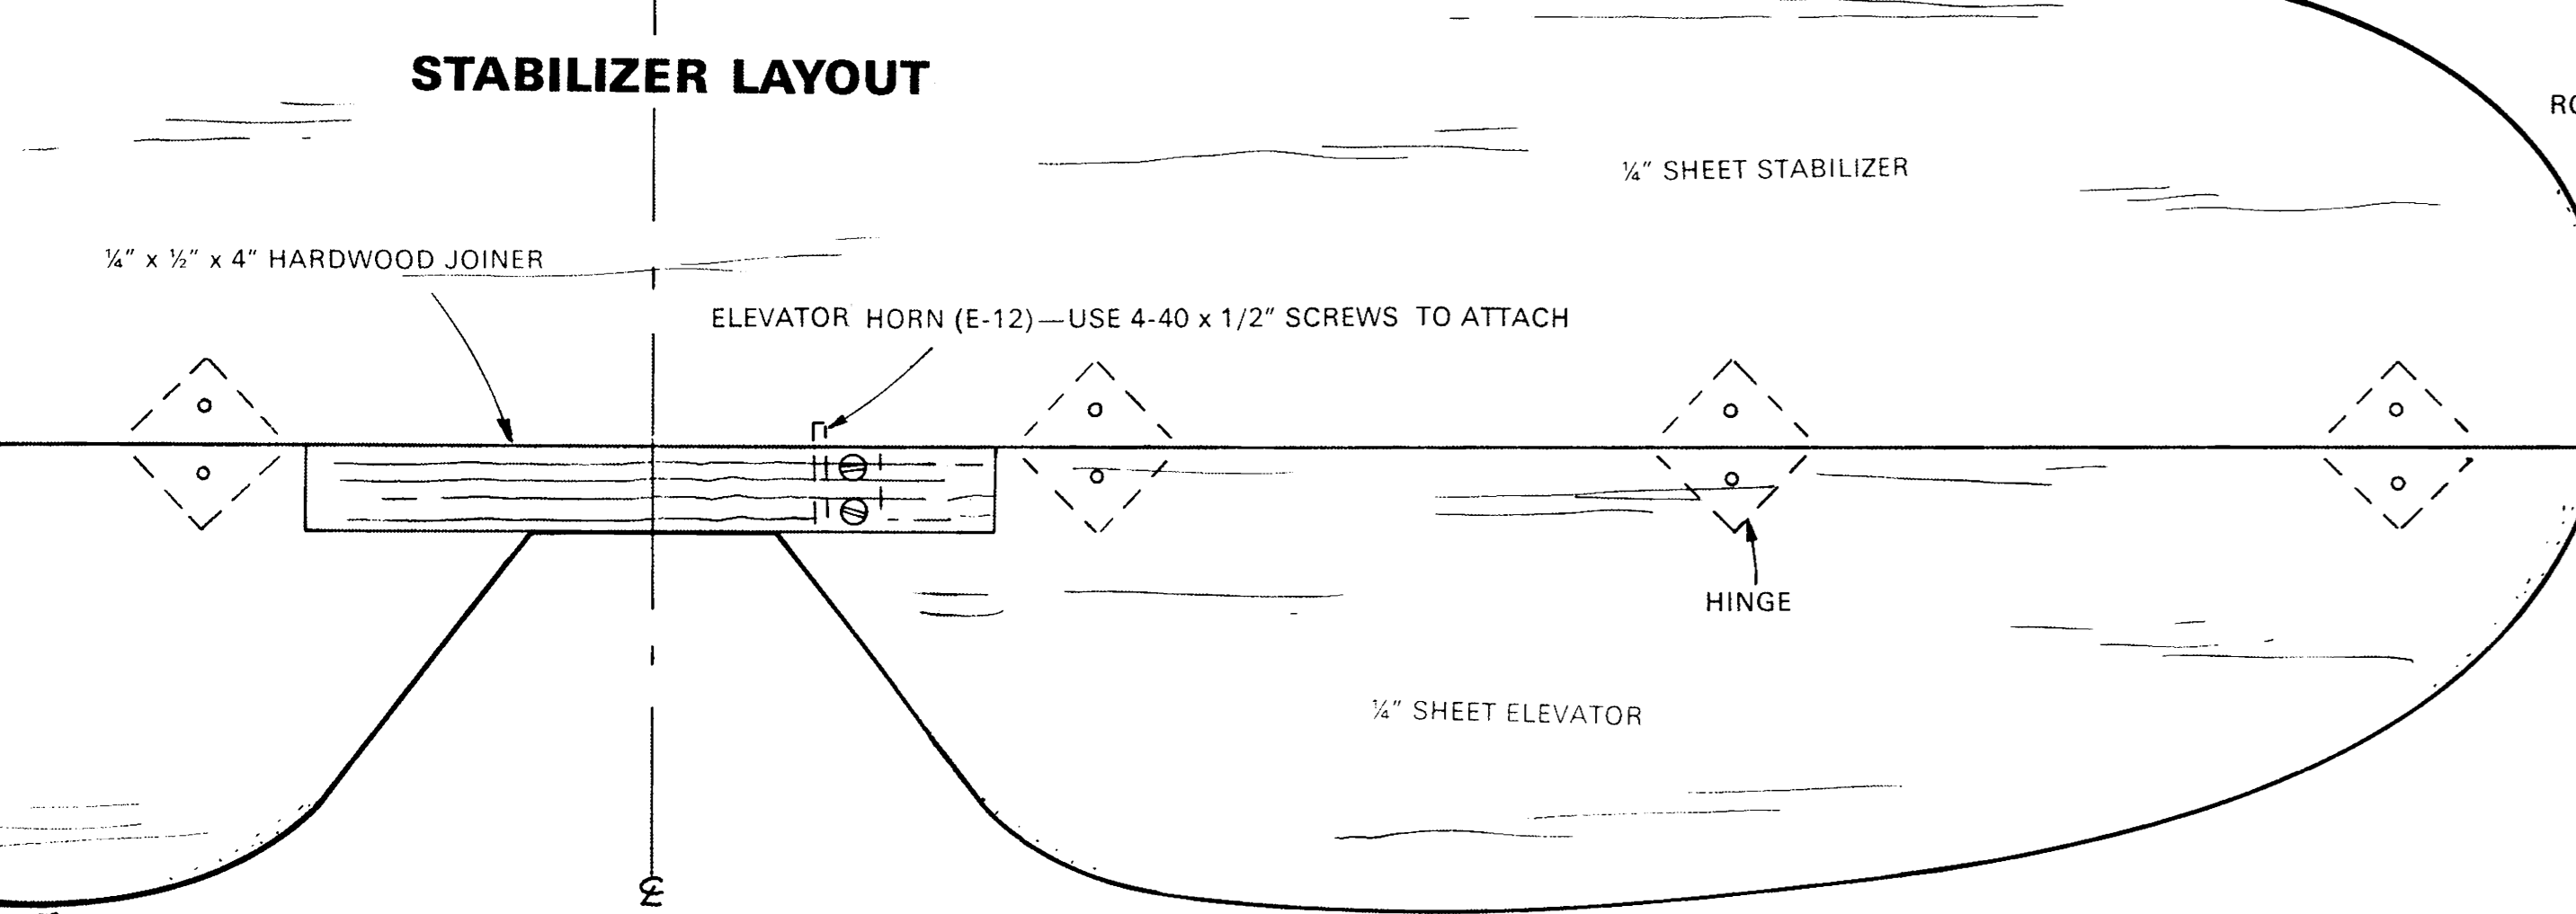 STABILIZER LAYOUT
¼" SHEET STABILIZER
¼" x ½" x 4" HARDWOOD JOINER
ELEVATOR HORN (E-12)—USE 4-40 x 1/2" SCREWS TO ATTACH
HINGE
¼" SHEET ELEVATOR
℄